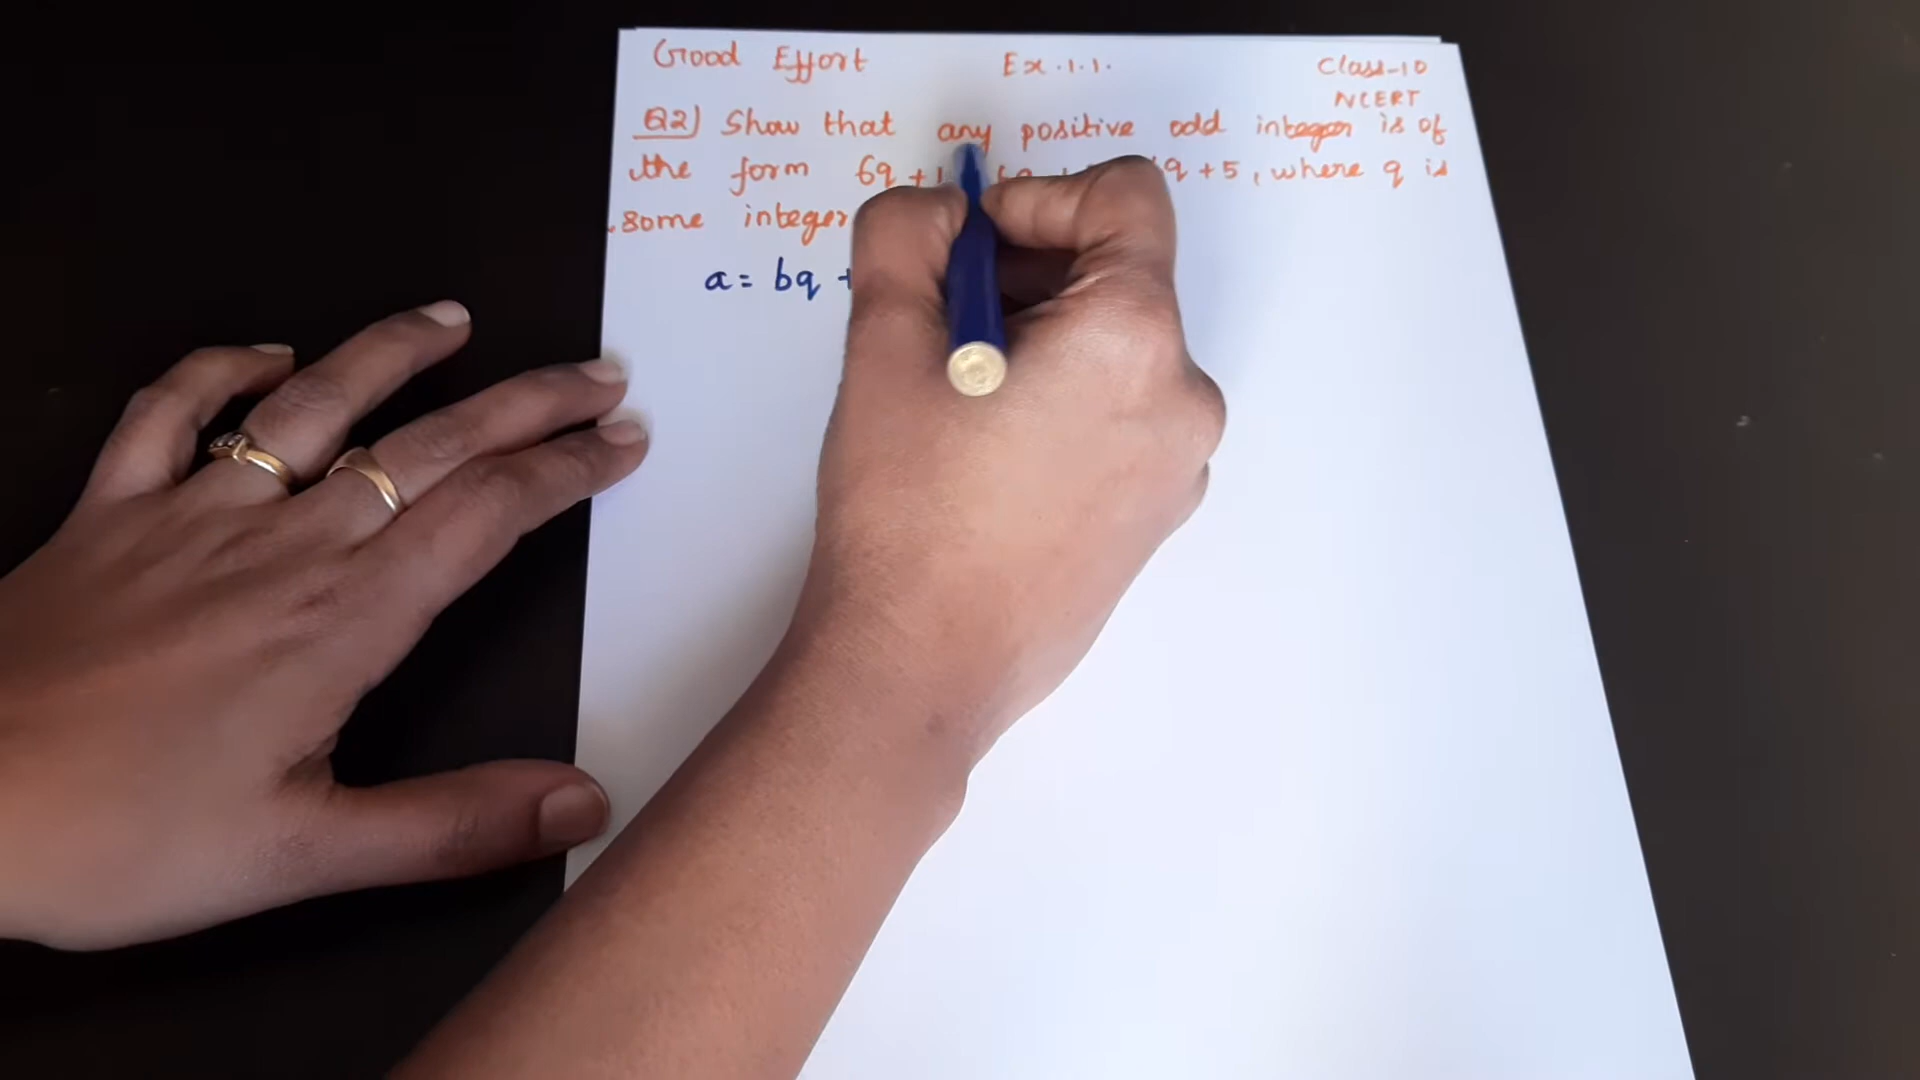 Good Effort Ex.1.1. Class-10
NCERT
Q2) Show that any positive odd integer is of
the form 6q +1 q +5, where q is
some integer
a = bq +